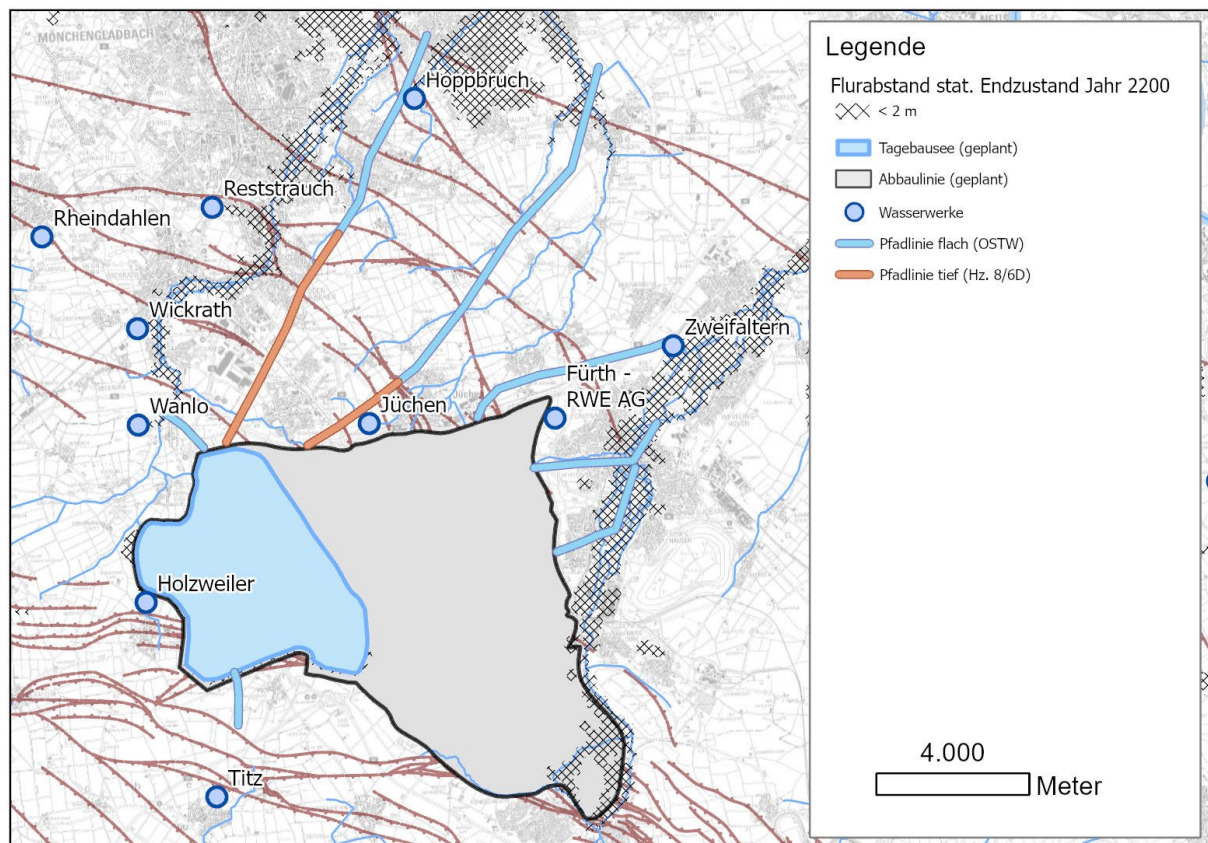 MÖNCHENGLADBACH
Hoppbruch
Reststrauch
Rheindahlen
Wickrath
Zweifaltern
Fürth -
RWE AG
Wanlo
Jüchen
Holzweiler
Titz
Legende
Flurabstand stat. Endzustand Jahr 2200
< 2 m
Tagebausee (geplant)
Abbaulinie (geplant)
Wasserwerke
Pfadlinie flach (OSTW)
Pfadlinie tief (Hz. 8/6D)
4.000
Meter